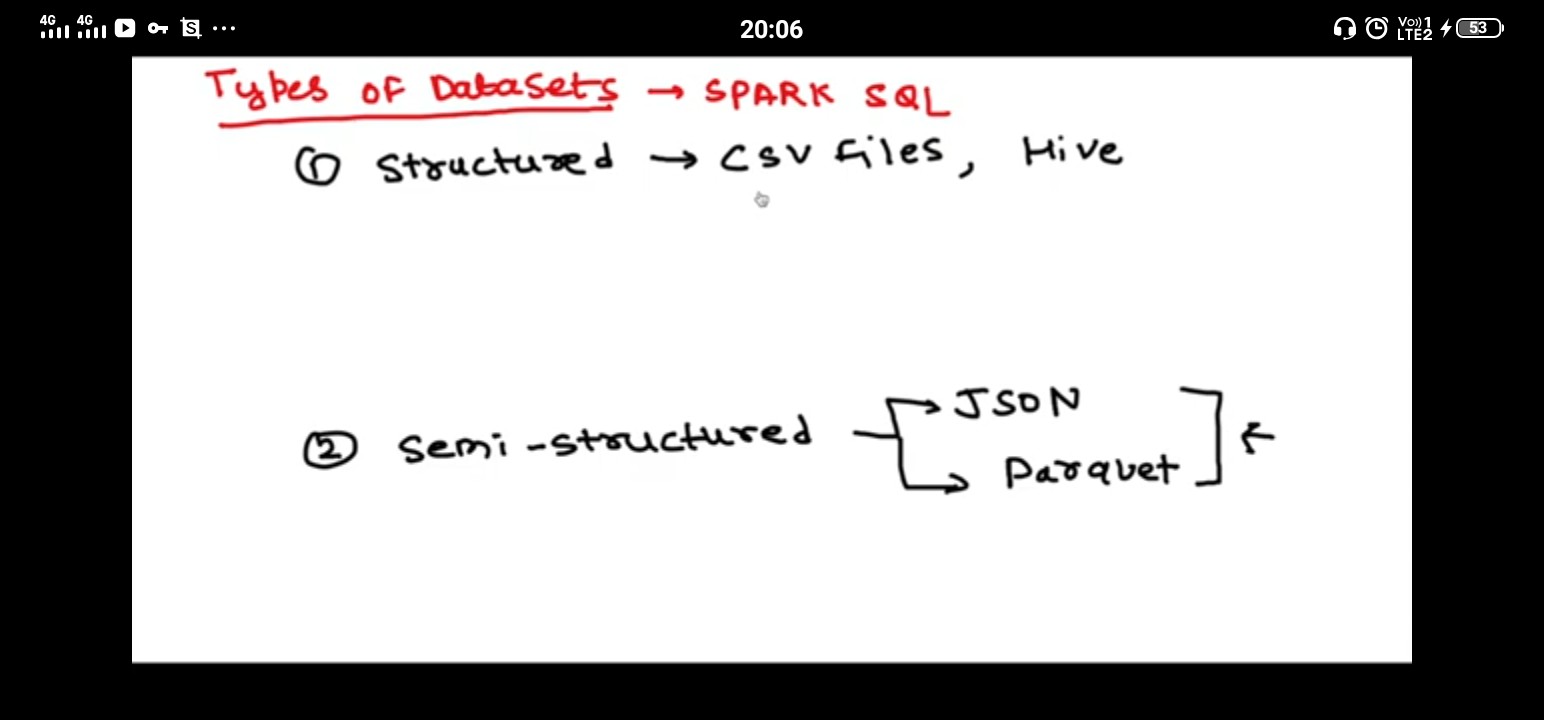 4G 4G S ... 20:06 Vo)) 1 LTE2 53
Types of Datasets → SPARK SQL
① Structured → CSV Files, Hive
② Semi-structured → JSON
→ Parquet ] ←